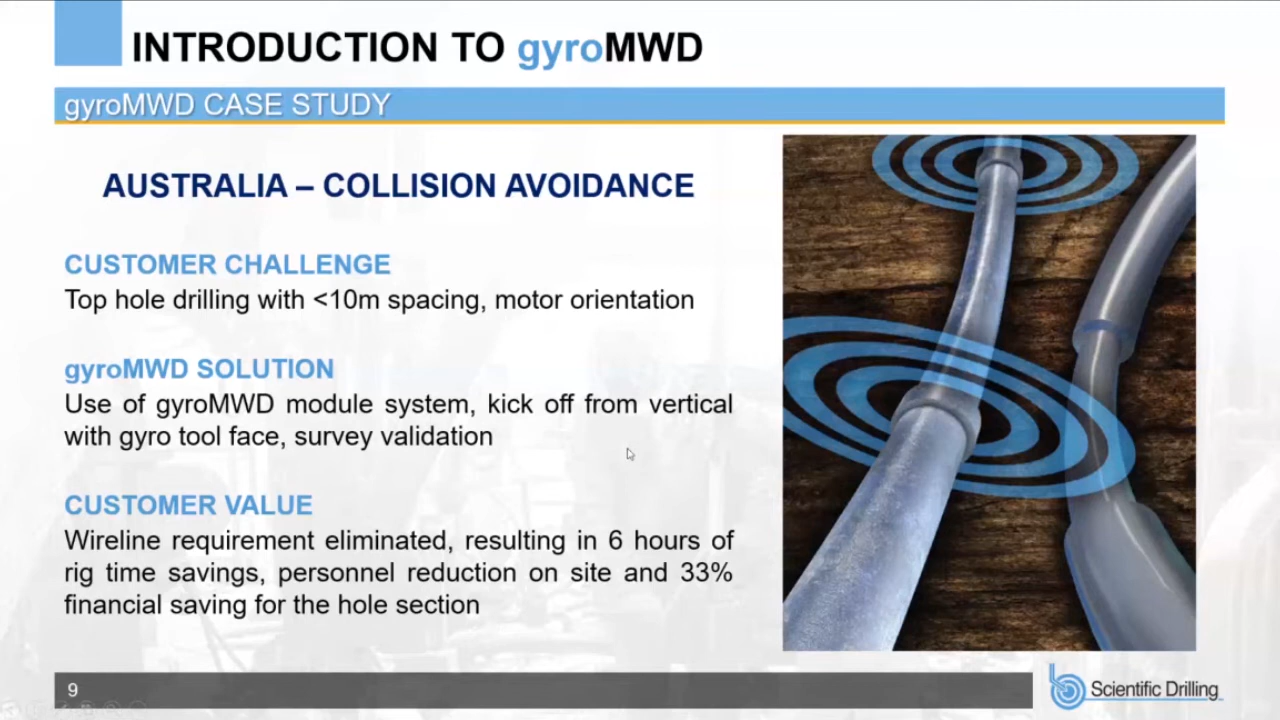 INTRODUCTION TO gyroMWD
gyroMWD CASE STUDY
AUSTRALIA – COLLISION AVOIDANCE
CUSTOMER CHALLENGE
Top hole drilling with <10m spacing, motor orientation
gyroMWD SOLUTION
Use of gyroMWD module system, kick off from vertical
with gyro tool face, survey validation
CUSTOMER VALUE
Wireline requirement eliminated, resulting in 6 hours of
rig time savings, personnel reduction on site and 33%
financial saving for the hole section
9
Scientific Drilling